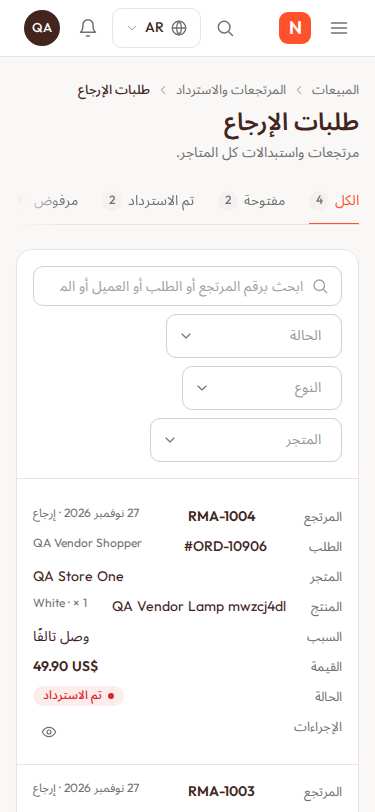 N AR QA
المبيعات > المرتجعات والاسترداد > طلبات الإرجاع
طلبات الإرجاع
مرتجعات واستبدالات كل المتاجر.
الكل 4 مفتوحة 2 تم الاسترداد 2 مرفوض
ابحث برقم المرتجع أو الطلب أو العميل أو
الحالة
النوع
المتجر
المرتجع RMA-1004 27 نوفمبر 2026 · إرجاع
الطلب #ORD-10906 QA Vendor Shopper
المتجر QA Store One
المنتج QA Vendor Lamp mwzcj4dl White · × 1
السبب وصل تالفًا
القيمة 49.90 US$
الحالة تم الاسترداد
الإجراءات
المرتجع RMA-1003 27 نوفمبر 2026 · إرجاع